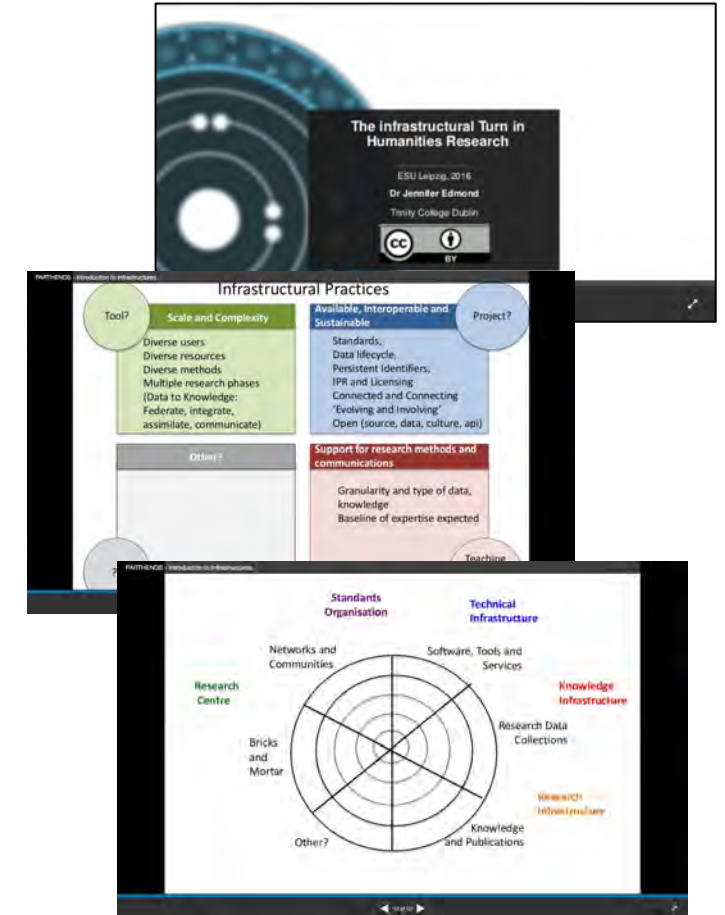 The infrastructural Turn in
Humanities Research
ESU Leipzig, 2016
Dr Jennifer Edmond
Trinity College Dublin
CC
BY
PARTHENOS - Introduction to Infrastructures
Infrastructural Practices
Tool?
Scale and Complexity
Diverse users
Diverse resources
Diverse methods
Multiple research phases
(Data to Knowledge:
Federate, integrate,
assimilate, communicate)
Available, Interoperable and
Sustainable
Project?
Standards,
Data lifecycle,
Persistent Identifiers,
IPR and Licensing
Connected and Connecting
'Evolving and Involving'
Open (source, data, culture, api)
Other?
?
Support for research methods and
communications
Granularity and type of data,
knowledge
Baseline of expertise expected
Teaching
PARTHENOS - Introduction to Infrastructures
Standards
Organisation
Technical
Infrastructure
Networks and
Communities
Software, Tools and
Services
Research
Centre
Knowledge
Infrastructure
Research Data
Collections
Bricks
and
Mortar
Research
Infrastructure
Other?
Knowledge
and Publications